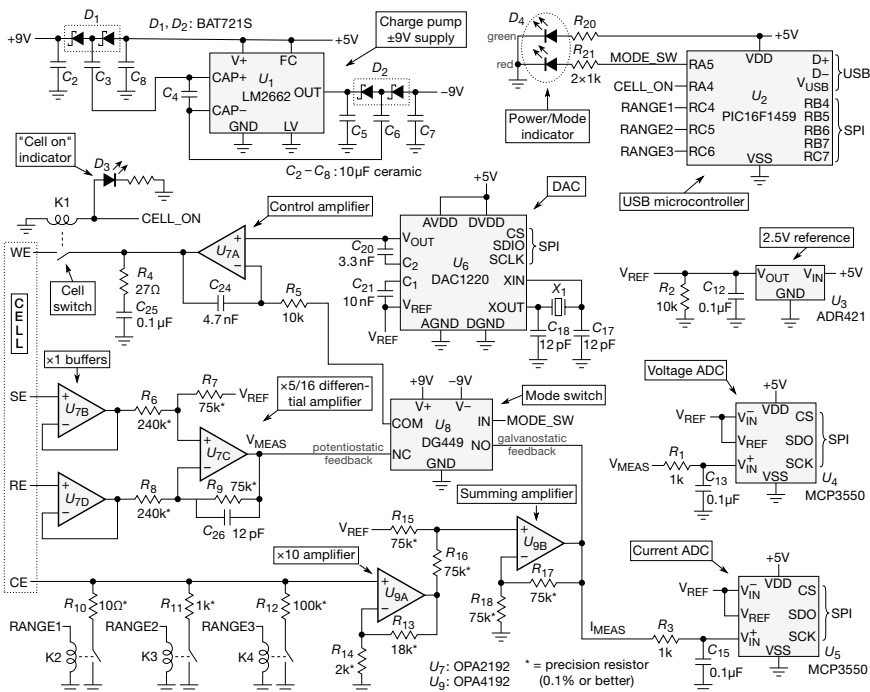 D1, D2: BAT721S
+9V
D1
+5V
C2
C3
C8
Charge pump
±9V supply
V+
FC
CAP+
U1
LM2662
OUT
CAP−
GND
LV
C4
D2
−9V
C5
C6
C7
C2 – C8 : 10µF ceramic
D4
green
red
R20
R21
2×1k
+5V
MODE_SW
CELL_ON
RANGE1
RANGE2
RANGE3
RA5
RA4
RC4
RC5
RC6
VDD
U2
PIC16F1459
VSS
D+
D−
VUSB
USB
RB4
RB5
RB6
RB7
RC7
SPI
Power/Mode
indicator
USB microcontroller
"Cell on"
indicator
D3
K1
CELL_ON
Control amplifier
WE
U7A
+
−
Cell
switch
R4
27Ω
C25
0.1µF
C24
4.7nF
R5
10k
CELL
+5V
DAC
AVDD
DVDD
VOUT
CS
SDIO
SCLK
SPI
C20
3.3nF
C2
U6
DAC1220
C21
10nF
C1
XIN
VREF
XOUT
X1
VREF
AGND
DGND
C18
12pF
C17
12pF
2.5V reference
VREF
VOUT
VIN
+5V
GND
R2
10k
C12
0.1µF
U3
ADR421
×1 buffers
SE
U7B
+
−
R6
240k*
R7
75k*
VREF
×5/16 differen-
tial amplifier
U7C
+
−
VMEAS
RE
U7D
+
−
R8
240k*
R9
75k*
C26
12pF
+9V
−9V
Mode switch
V+
V−
COM
U8
DG449
IN
MODE_SW
NC
NO
GND
potentiostatic
feedback
galvanostatic
feedback
Voltage ADC
+5V
VREF
VIN−
VDD
CS
VREF
SDO
SPI
VMEAS
R1
1k
VIN+
SCK
VSS
C13
0.1µF
U4
MCP3550
Summing amplifier
VREF
R15
75k*
U9B
+
−
R16
75k*
R17
75k*
R18
75k*
×10 amplifier
CE
U9A
+
−
R13
18k*
R14
2k*
R10
10Ω*
R11
1k*
R12
100k*
RANGE1
RANGE2
RANGE3
K2
K3
K4
Current ADC
+5V
VREF
VIN−
VDD
CS
VREF
SDO
SPI
IMEAS
R3
1k
VIN+
SCK
VSS
C15
0.1µF
U5
MCP3550
U7: OPA2192
U9: OPA4192
* = precision resistor
(0.1% or better)